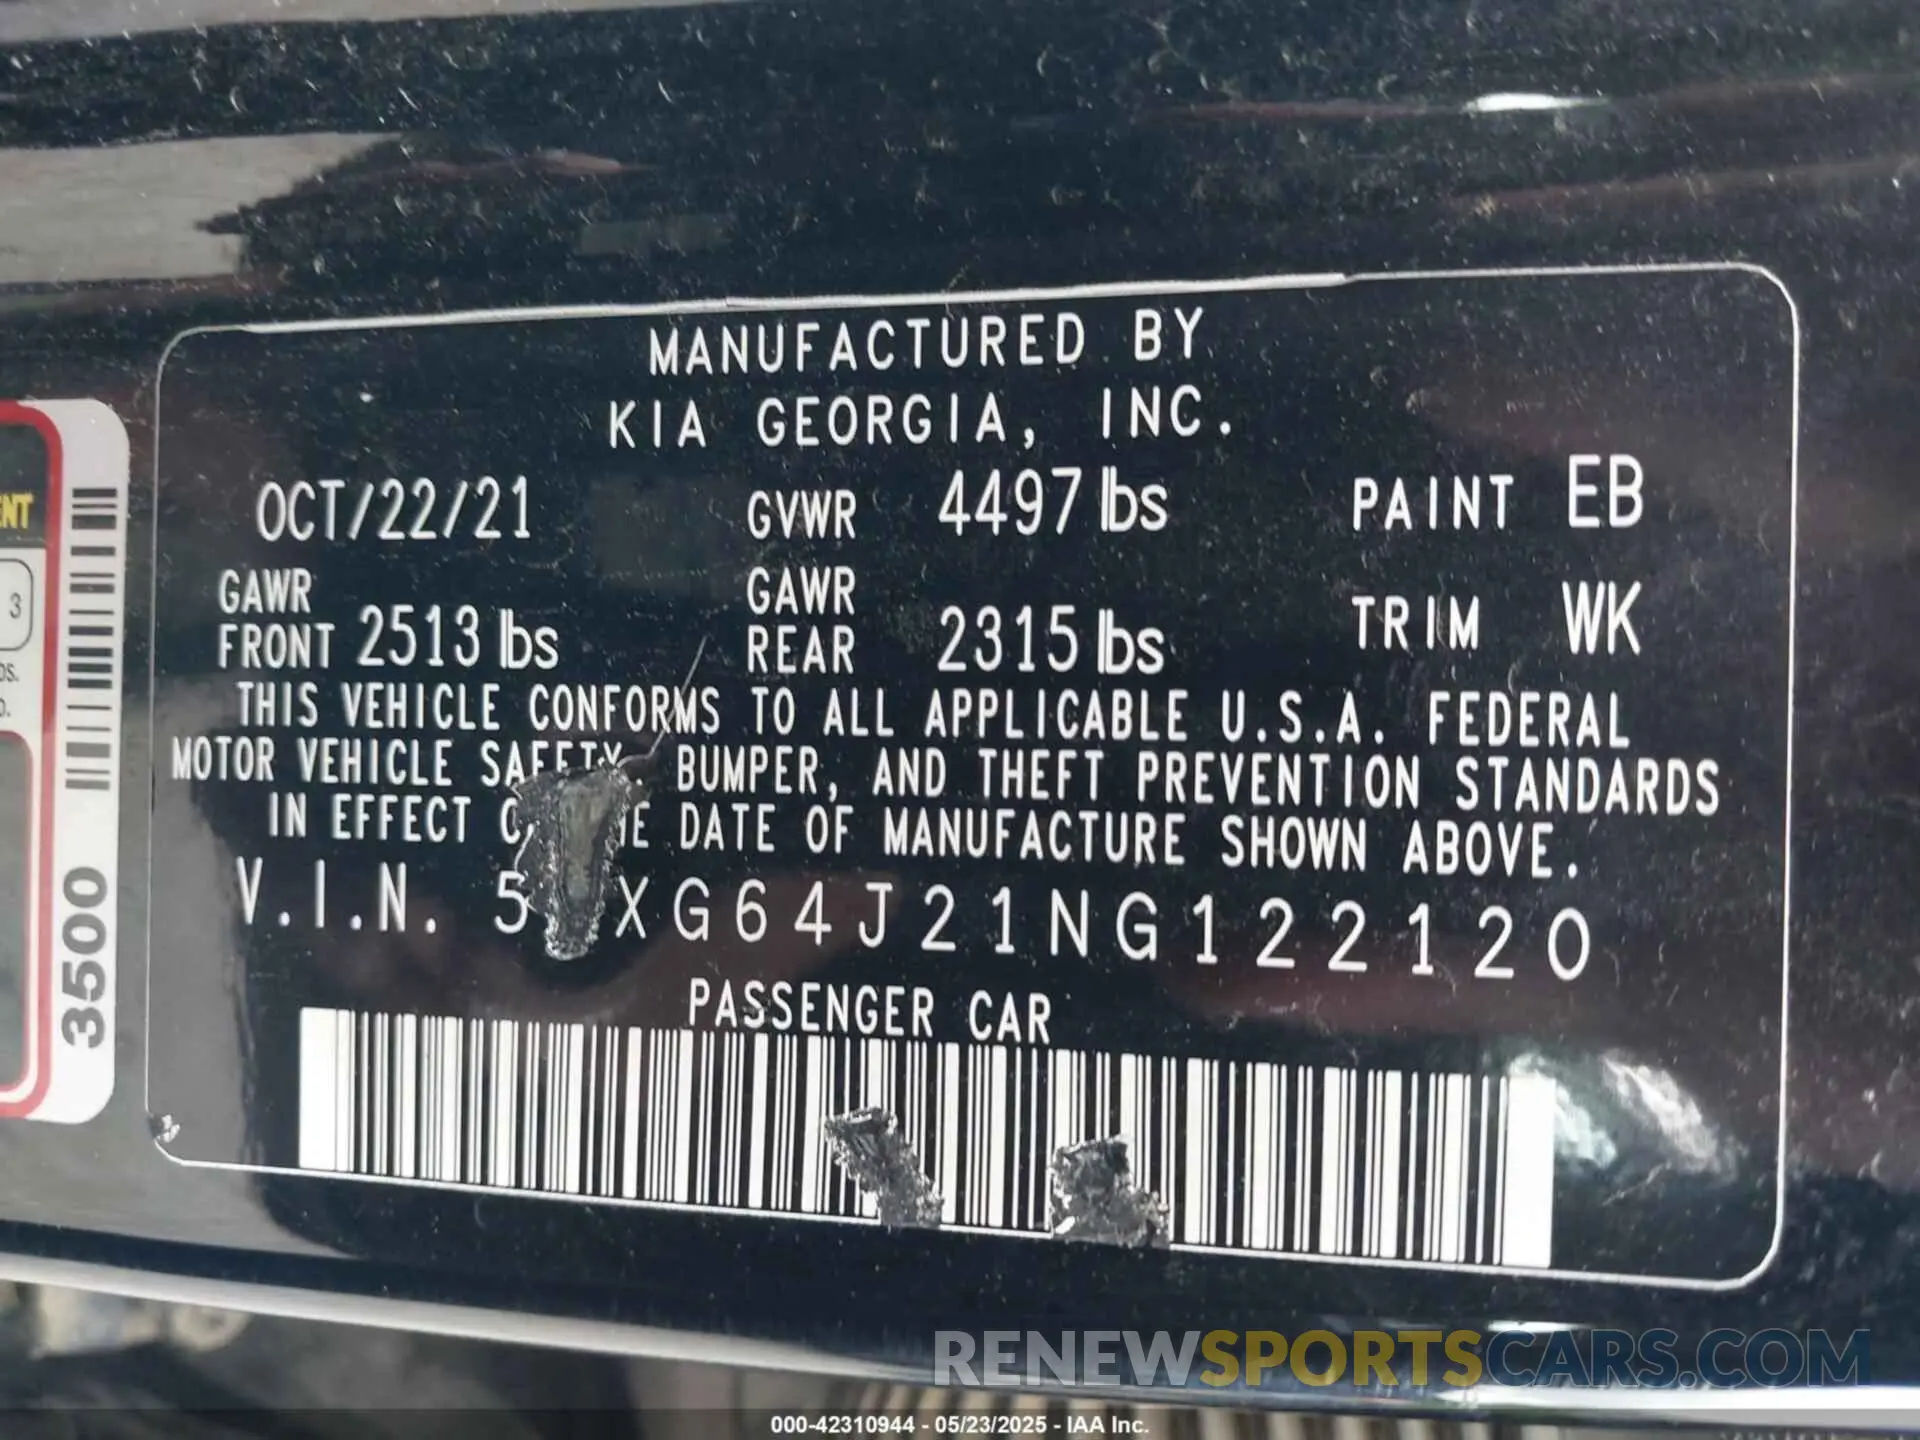 MANUFACTURED BY
KIA GEORGIA, INC.
OCT/22/21 GVWR 4497 lbs PAINT EB
GAWR FRONT 2513 lbs GAWR REAR 2315 lbs TRIM WK
THIS VEHICLE CONFORMS TO ALL APPLICABLE U.S.A. FEDERAL
MOTOR VEHICLE SAFETY, BUMPER, AND THEFT PREVENTION STANDARDS
IN EFFECT DATE OF MANUFACTURE SHOWN ABOVE.
V.I.N. 5 XG64J21NG122120
PASSENGER CAR
3500
3
RENEWSPORTSCARS.COM
000-42310944 - 05/23/2025 - IAA Inc.